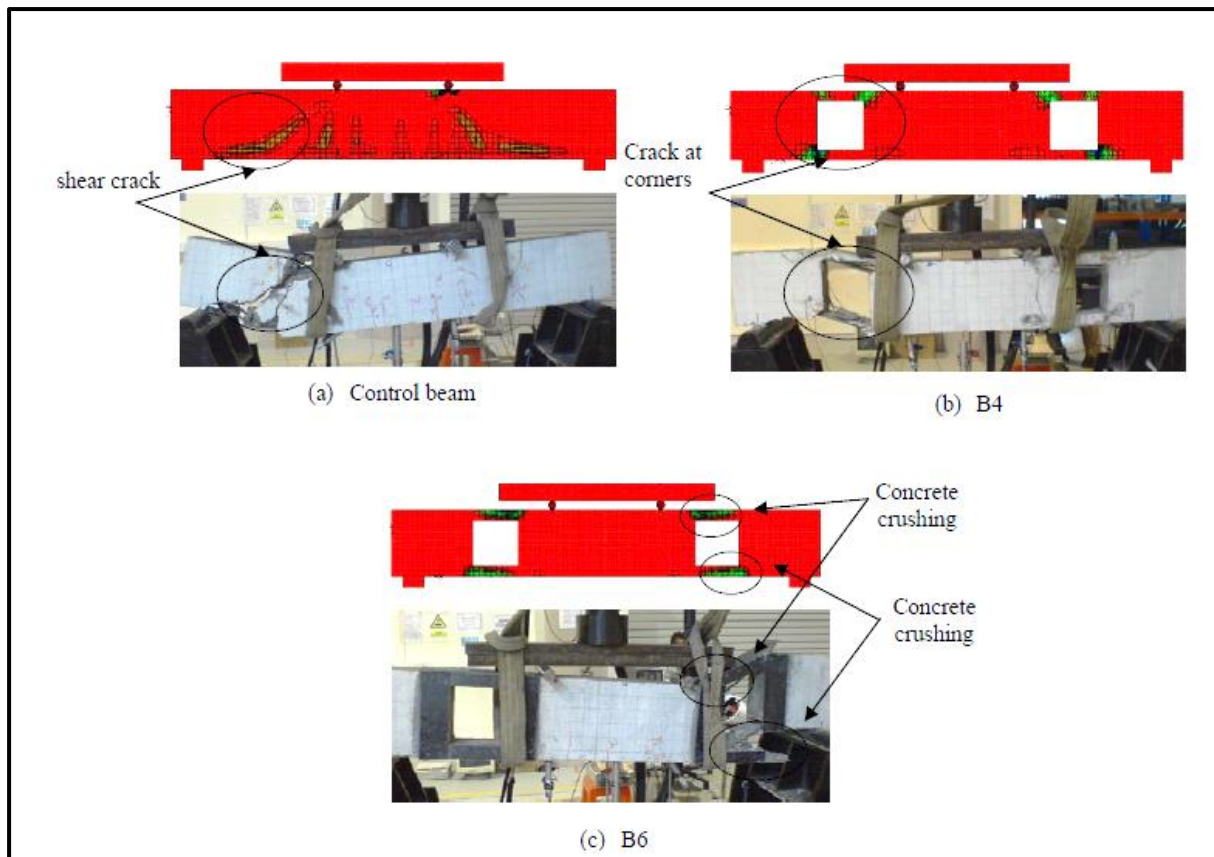 shear crack
Crack at
corners
(a) Control beam
(b) B4
Concrete
crushing
Concrete
crushing
(c) B6